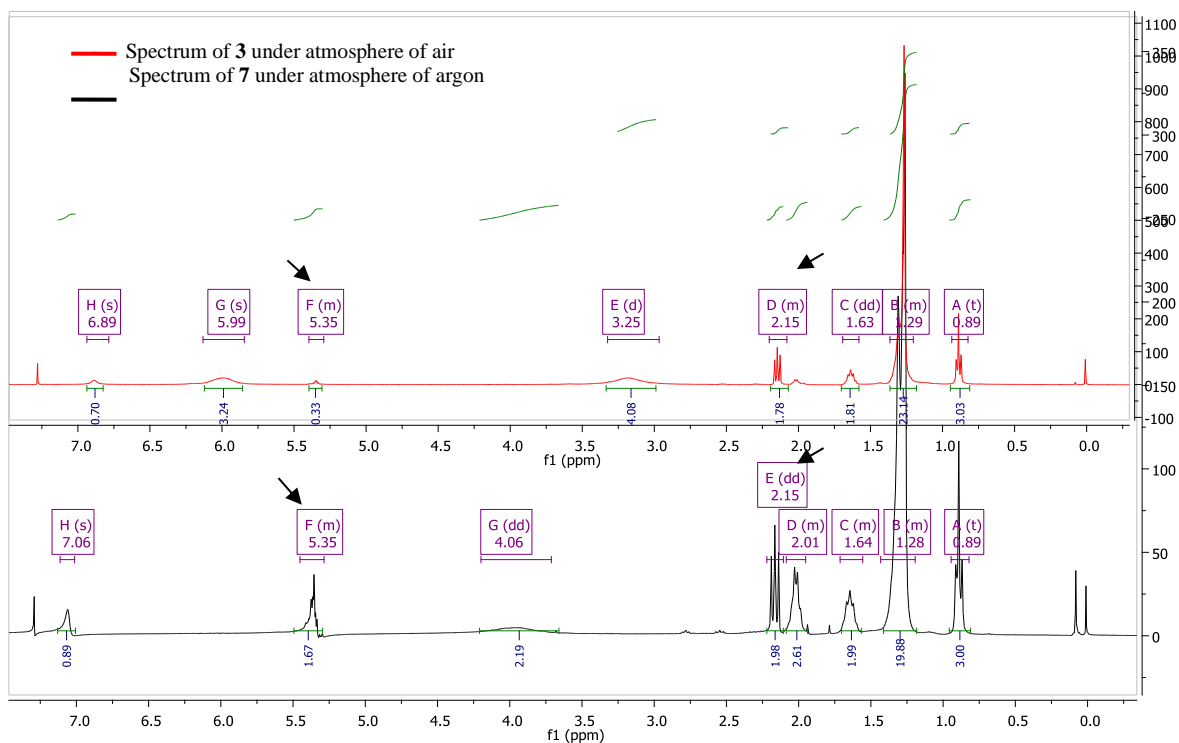 Spectrum of 3 under atmosphere of air
Spectrum of 7 under atmosphere of argon
1100
1000
900
800
700
600
500
400
300
200
100
0
-100
350
300
250
200
150
H (s)
6.89
G (s)
5.99
F (m)
5.35
E (d)
3.25
D (m)
2.15
C (dd)
1.63
B (m)
1.29
A (t)
0.89
0.70
3.24
0.33
4.08
1.78
1.81
23.14
3.03
7.0 6.5 6.0 5.5 5.0 4.5 4.0 3.5 3.0 2.5 2.0 1.5 1.0 0.5 0.0
f1 (ppm)
100
50
0
E (dd)
2.15
H (s)
7.06
F (m)
5.35
G (dd)
4.06
D (m)
2.01
C (m)
1.64
B (m)
1.28
A (t)
0.89
0.89
1.67
2.19
1.98
2.61
1.99
19.88
3.00
7.0 6.5 6.0 5.5 5.0 4.5 4.0 3.5 3.0 2.5 2.0 1.5 1.0 0.5 0.0
f1 (ppm)